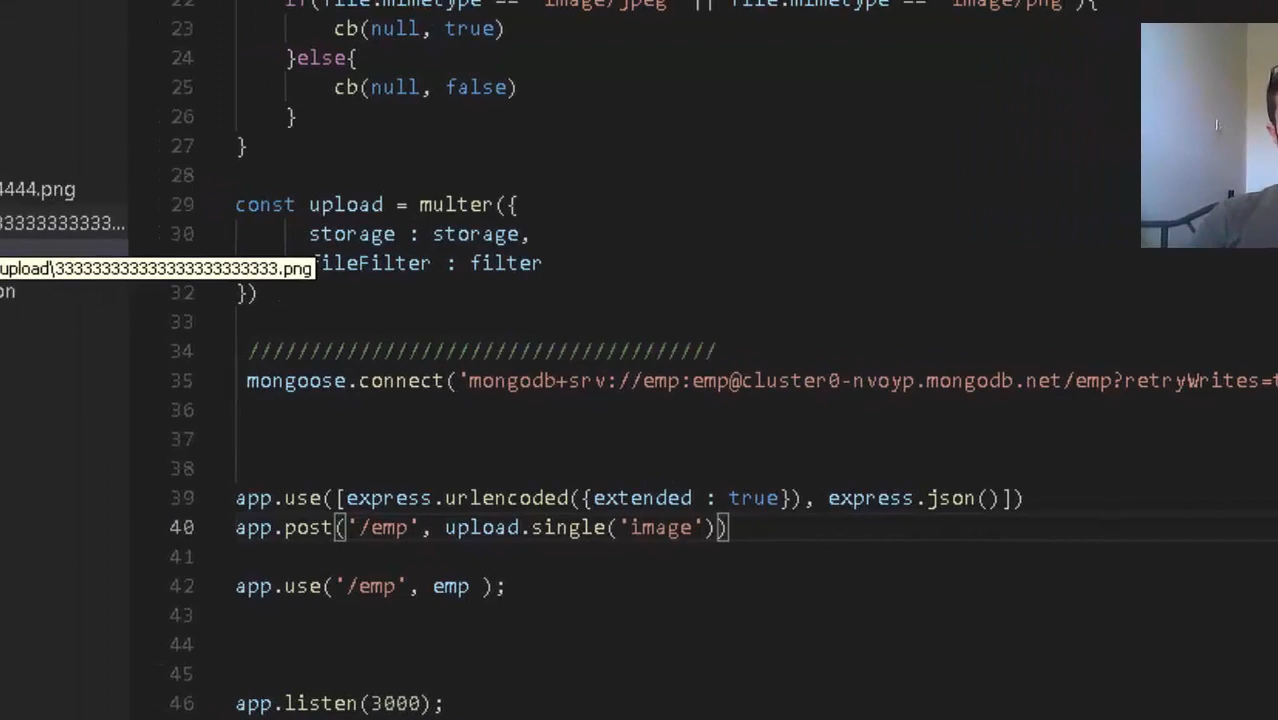 22 if(file.mimetype == 'image/jpeg' || file.mimetype == 'image/png'){
23 cb(null, true)
24 }else{
25 cb(null, false)
26 }
27 }
28
4444.png
29 const upload = multer({
33333333333...
30 storage : storage,
upload\33333333333333333333333333.png
fileFilter : filter
on
32 })
33
34 //////////////////////////////////////
35 mongoose.connect('mongodb+srv://emp:emp@cluster0-nvoyp.mongodb.net/emp?retryWrites=t
36
37
38
39 app.use([express.urlencoded({extended : true}), express.json()])
40 app.post('/emp', upload.single('image'))
41
42 app.use('/emp', emp );
43
44
45
46 app.listen(3000);